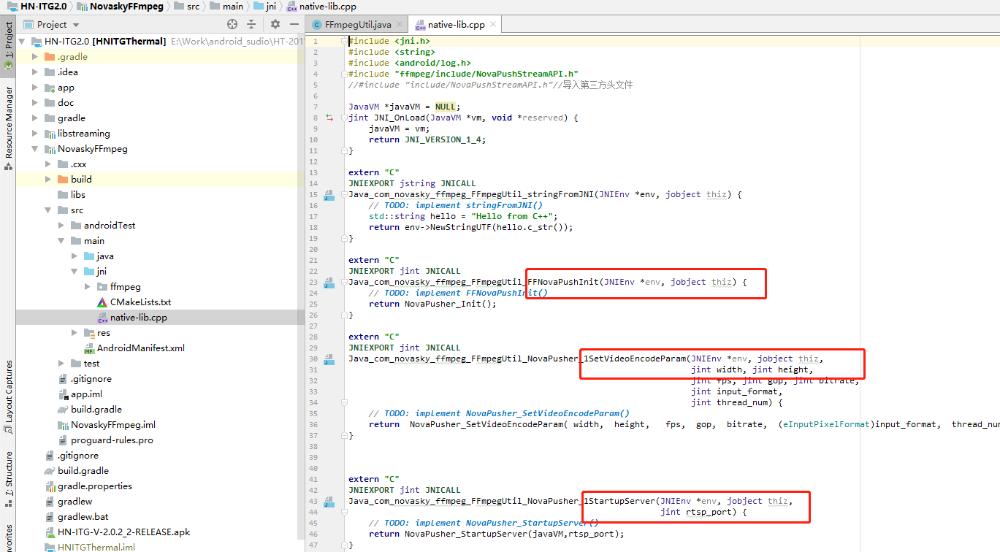 HN-ITG2.0 NovaskyFFmpeg src main jni native-lib.cpp
Project
FFmpegUtil.java native-lib.cpp
1: Project
Resource Manager
Layout Captures
7: Structure
HN-ITG2.0 [HNITGThermal] E:\Work\android_sudio\HT-201
.gradle
.idea
app
doc
gradle
libstreaming
NovaskyFFmpeg
.cxx
build
libs
src
androidTest
main
java
jni
ffmpeg
CMakeLists.txt
native-lib.cpp
res
AndroidManifest.xml
test
.gitignore
app.iml
build.gradle
NovaskyFFmpeg.iml
proguard-rules.pro
.gitignore
build.gradle
gradle.properties
gradlew
gradlew.bat
HN-ITG-V-2.0.2_2-RELEASE.apk
HNITGThermal.iml
1 #include <jni.h>
2 #include <string>
3 #include <android/log.h>
4 #include "ffmpeg/include/NovaPushStreamAPI.h"
5 //#include "include/NovaPushStreamAPI.h"//导入第三方头文件
6
7 JavaVM *javaVM = NULL;
8 jint JNI_OnLoad(JavaVM *vm, void *reserved) {
9 javaVM = vm;
10 return JNI_VERSION_1_4;
11 }
12
13 extern "C"
14 JNIEXPORT jstring JNICALL
15 Java_com_novasky_ffmpeg_FFmpegUtil_stringFromJNI(JNIEnv *env, jobject thiz) {
16 // TODO: implement stringFromJNI()
17 std::string hello = "Hello from C++";
18 return env->NewStringUTF(hello.c_str());
19 }
20
21 extern "C"
22 JNIEXPORT jint JNICALL
23 Java_com_novasky_ffmpeg_FFmpegUtil_FFNovaPushInit(JNIEnv *env, jobject thiz) {
24 // TODO: implement FFNovaPushInit()
25 return NovaPusher_Init();
26 }
27
28 extern "C"
29 JNIEXPORT jint JNICALL
30 Java_com_novasky_ffmpeg_FFmpegUtil_NovaPusher_1SetVideoEncodeParam(JNIEnv *env, jobject thiz,
31 jint width, jint height,
32 jint fps, jint gop, jint bitrate,
33 jint input_format,
34 jint thread_num) {
35 // TODO: implement NovaPusher_SetVideoEncodeParam()
36 return NovaPusher_SetVideoEncodeParam( width, height, fps, gop, bitrate, (eInputPixelFormat)input_format, thread_num
37 }
38
39
40
41 extern "C"
42 JNIEXPORT jint JNICALL
43 Java_com_novasky_ffmpeg_FFmpegUtil_NovaPusher_1StartupServer(JNIEnv *env, jobject thiz,
44 jint rtsp_port) {
45 // TODO: implement NovaPusher_StartupServer()
46 return NovaPusher_StartupServer(javaVM,rtsp_port);
47 }